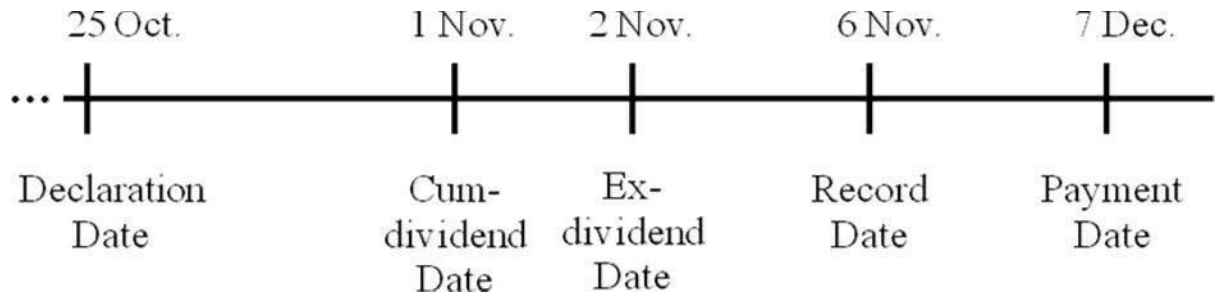 25 Oct. 1 Nov. 2 Nov. 6 Nov. 7 Dec.
...
Declaration
Date
Cum-
dividend
Date
Ex-
dividend
Date
Record
Date
Payment
Date